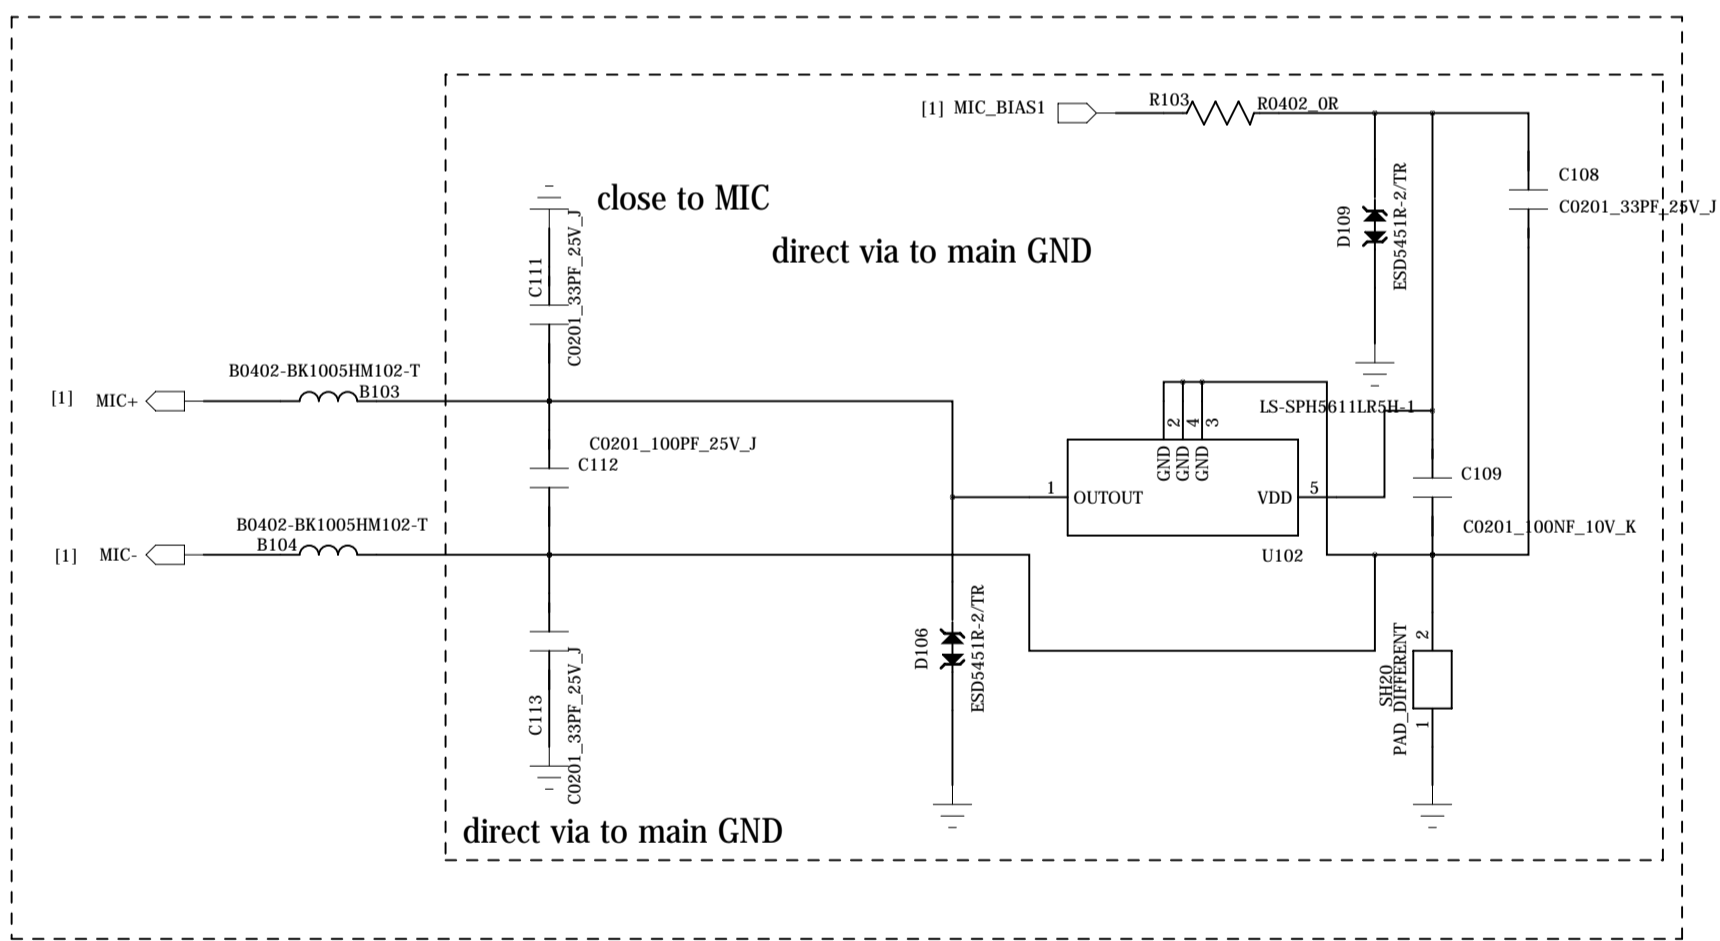 [1] MIC_BIAS1
R103
R0402_0R
C108
C0201_33PF_25V_J
D109
ESD5451R-2/TR
close to MIC
direct via to main GND
C111
C0201_33PF_25V_J
B0402-BK1005HM102-T
[1] MIC+
B103
C0201_100PF_25V_J
C112
LS-SPH5611LR5H-1
2
4
3
GND
GND
GND
1
OUTOUT
VDD
5
C109
C0201_100NF_10V_K
U102
B0402-BK1005HM102-T
B104
[1] MIC-
D106
ESD5451R-2/TR
2
SH20
PAD_DIFFERENT
1
C113
C0201_33PF_25V_J
direct via to main GND